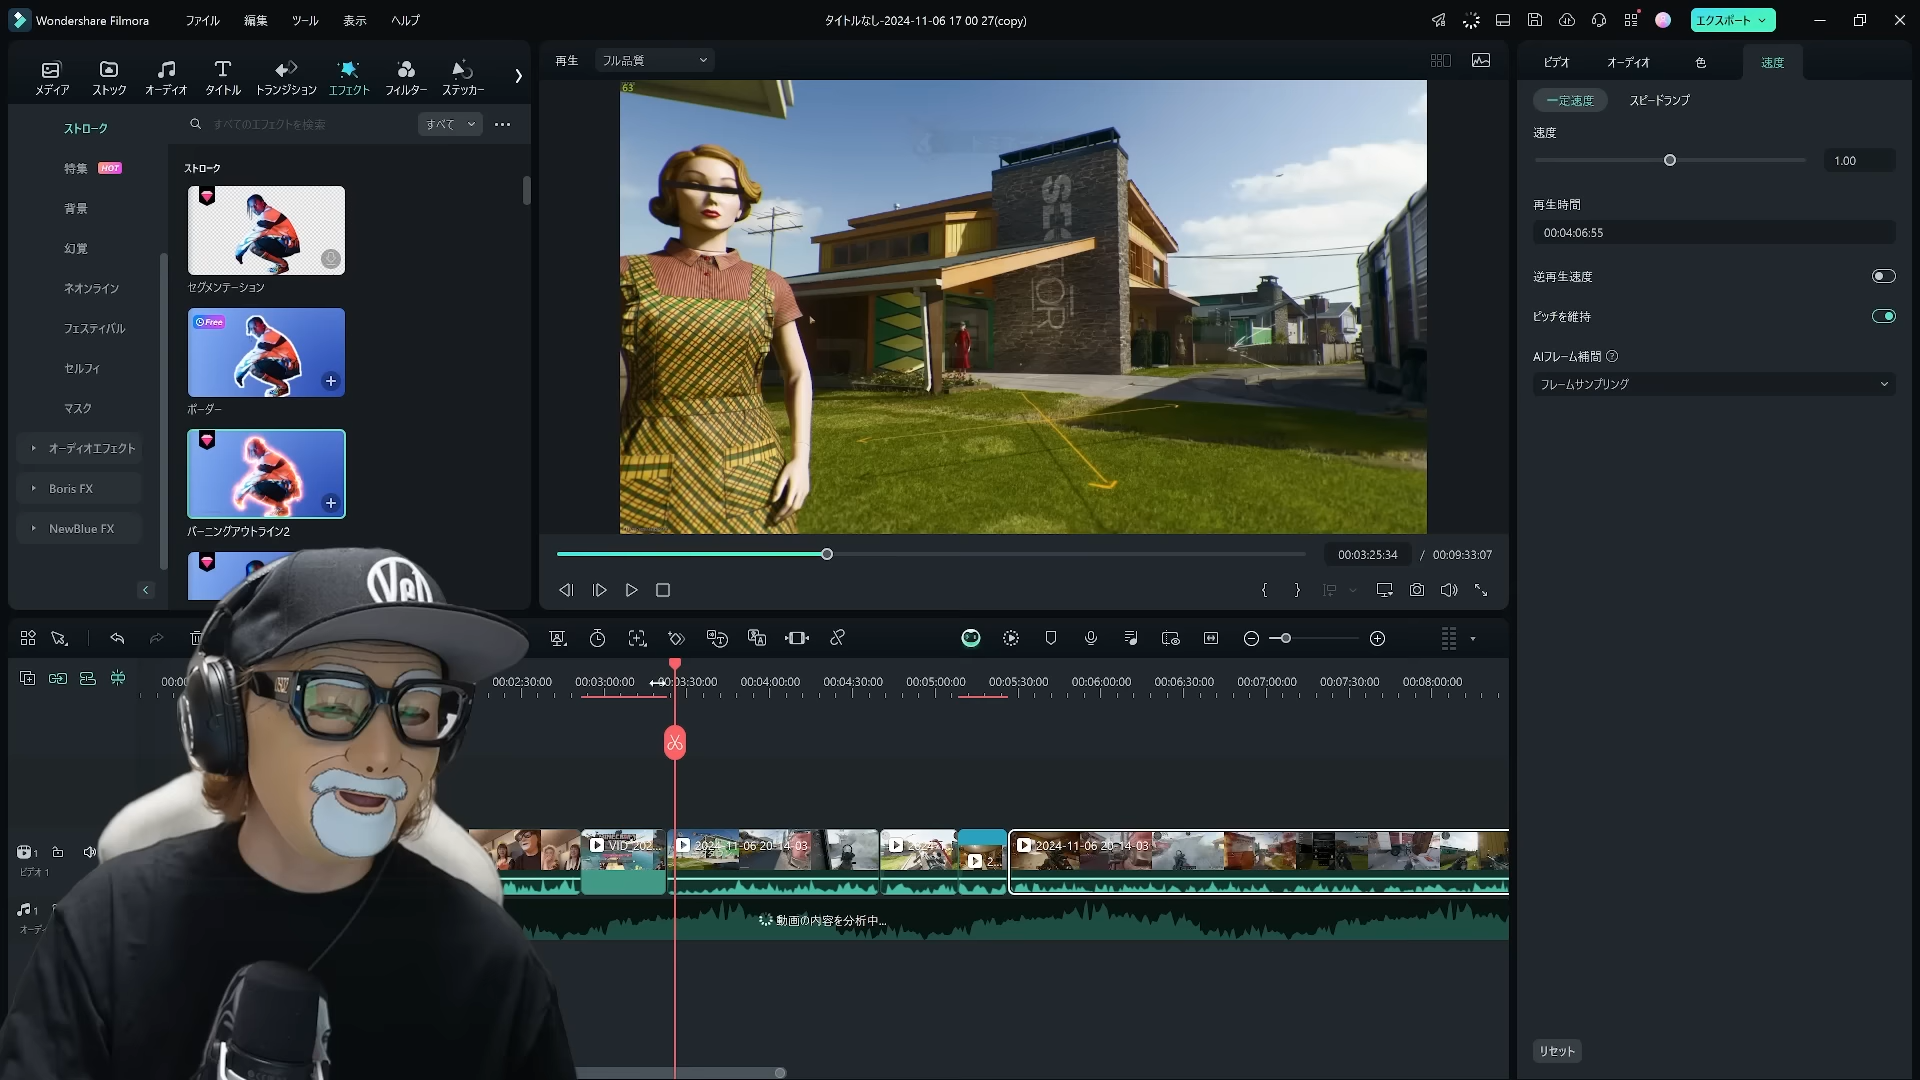 Wondershare Filmora
ファイル
編集
ツール
表示
ヘルプ
タイトルなし-2024-11-06 17 00 27(copy)
エクスポート
メディア
ストック
オーディオ
タイトル
トランジション
エフェクト
フィルター
ステッカー
ストローク
特集 HOT
背景
幻覚
ネオンライン
フェスティバル
セルフィ
マスク
オーディオエフェクト
Boris FX
NewBlue FX
すべてのエフェクトを検索
すべて
ストローク
セグメンテーション
Free
ボーダー
バーニングアウトライン2
再生
フル品質
63
SECTOR
00:03:25:34 / 00:09:33:07
ビデオ
オーディオ
色
速度
一定速度
スピードランプ
速度
1.00
再生時間
00:04:06:55
逆再生速度
ピッチを維持
AIフレーム補間
フレームサンプリング
リセット
00:02:30:00
00:03:00:00
00:03:30:00
00:04:00:00
00:04:30:00
00:05:00:00
00:05:30:00
00:06:00:00
00:06:30:00
00:07:00:00
00:07:30:00
00:08:00:00
1
ビデオ 1
VID_202...
2024-11-06 20-14-03
2024-...
2...
2024-11-06 20-14-03
1
動画の内容を分析中...